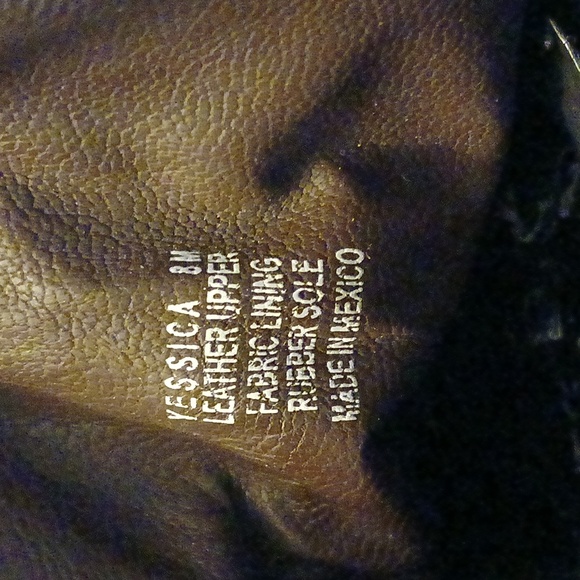 YESSICA 8M
LEATHER UPPER
FABRIC LINING
RUBBER SOLE
MADE IN MEXICO